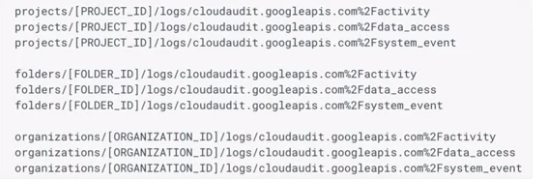 projects/[PROJECT_ID]/logs/cloudaudit.googleapis.com%2Factivity
projects/[PROJECT_ID]/logs/cloudaudit.googleapis.com%2Fdata_access
projects/[PROJECT_ID]/logs/cloudaudit.googleapis.com%2Fsystem_event
folders/[FOLDER_ID]/logs/cloudaudit.googleapis.com%2Factivity
folders/[FOLDER_ID]/logs/cloudaudit.googleapis.com%2Fdata_access
folders/[FOLDER_ID]/logs/cloudaudit.googleapis.com%2Fsystem_event
organizations/[ORGANIZATION_ID]/logs/cloudaudit.googleapis.com%2Factivity
organizations/[ORGANIZATION_ID]/logs/cloudaudit.googleapis.com%2Fdata_access
organizations/[ORGANIZATION_ID]/logs/cloudaudit.googleapis.com%2Fsystem_event